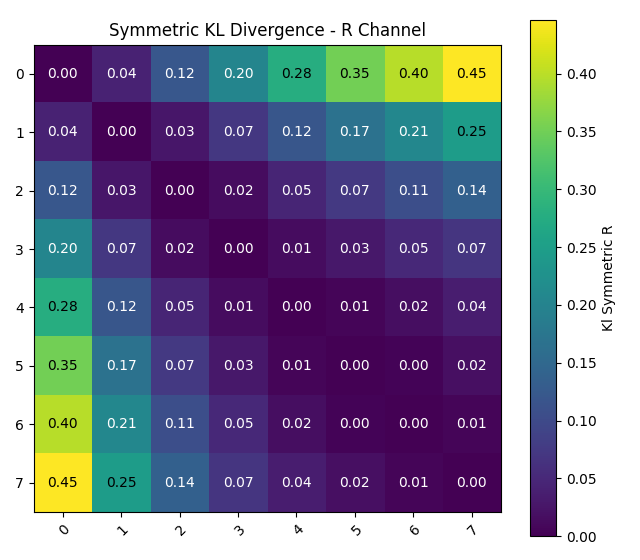 Symmetric KL Divergence - R Channel
0 0.00 0.04 0.12 0.20 0.28 0.35 0.40 0.45
1 0.04 0.00 0.03 0.07 0.12 0.17 0.21 0.25
2 0.12 0.03 0.00 0.02 0.05 0.07 0.11 0.14
3 0.20 0.07 0.02 0.00 0.01 0.03 0.05 0.07
4 0.28 0.12 0.05 0.01 0.00 0.01 0.02 0.04
5 0.35 0.17 0.07 0.03 0.01 0.00 0.00 0.02
6 0.40 0.21 0.11 0.05 0.02 0.00 0.00 0.01
7 0.45 0.25 0.14 0.07 0.04 0.02 0.01 0.00
0 1 2 3 4 5 6 7
0.40
0.35
0.30
0.25
0.20
0.15
0.10
0.05
0.00
Kl Symmetric R